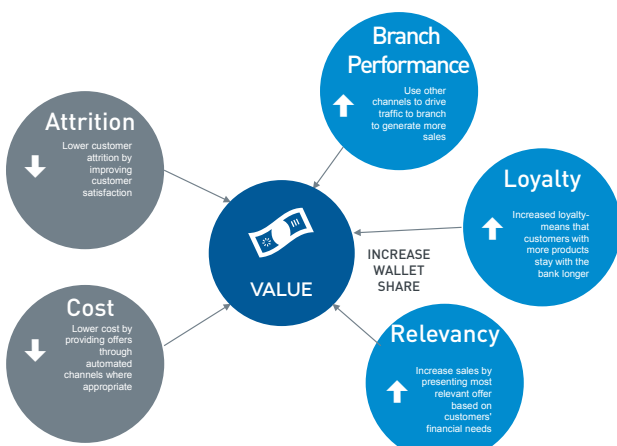 Branch
Performance
Use other
channels to drive
traffic to branch
to generate more
sales
Attrition
Lower customer
attrition by
improving
customer
satisfaction
Loyalty
Increased loyalty-
means that
customers with
more products
stay with the
bank longer
INCREASE
WALLET
SHARE
VALUE
Cost
Lower cost by
providing offers
through
automated
channels where
appropriate
Relevancy
Increase sales by
presenting most
relevant offer
based on
customers'
financial needs